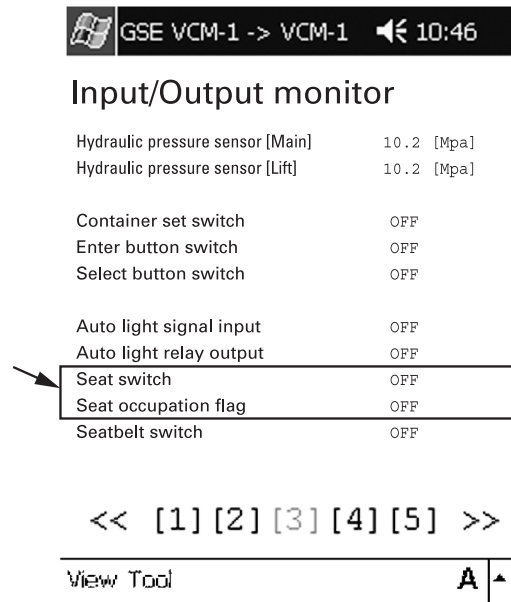 GSE VCM-1 -> VCM-1 10:46
Input/Output monitor
Hydraulic pressure sensor [Main] 10.2 [Mpa]
Hydraulic pressure sensor [Lift] 10.2 [Mpa]
Container set switch OFF
Enter button switch OFF
Select button switch OFF
Auto light signal input OFF
Auto light relay output OFF
Seat switch OFF
Seat occupation flag OFF
Seatbelt switch OFF
<< [1] [2] [3] [4] [5] >>
View Tool A